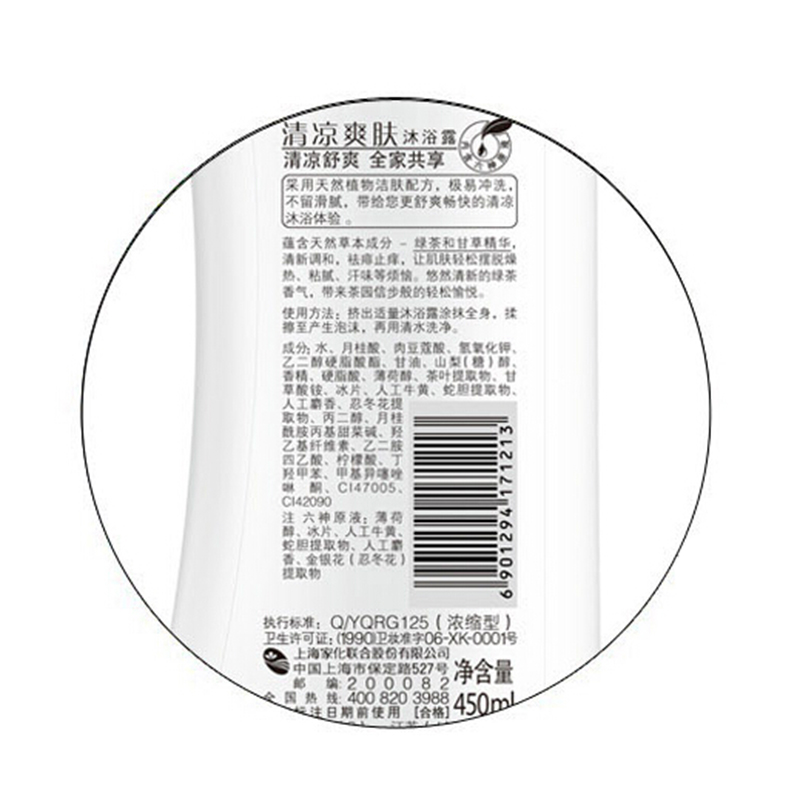 清凉爽肤 沐浴露
清凉舒爽 全家共享
采用天然植物洁肤配方，极易冲洗，
不留滑腻，带给您更舒爽畅快的清凉
沐浴体验。
蕴含天然草本成分 - 绿茶和甘草精华，
清新调和，祛痱止痒，让肌肤轻松摆脱燥
热、粘腻、汗味等烦恼。悠然清新的绿茶
香气，带来茶园信步般的轻松愉悦。
使用方法：挤出适量沐浴露涂抹全身，揉
擦至产生泡沫，再用清水洗净。
成分：水、月桂酸、肉豆蔻酸、氢氧化钾、
乙二醇硬脂酸酯、甘油、山梨(糖)醇、
香精、硬脂酸、薄荷醇、茶叶提取物、甘
草酸铵、冰片、人工牛黄、蛇胆提取物、
人工麝香、忍冬花提
取物、丙二醇、月桂
酰胺丙基甜菜碱、羟
乙基纤维素、乙二胺
四乙酸、柠檬酸、丁
羟甲苯、甲基异噻唑
啉酮、CI47005、
CI42090
注 六神原液：薄荷
醇、冰片、人工牛黄、
蛇胆提取物、人工麝
香、金银花(忍冬花)
提取物
6 901294 171213
执行标准：Q/YQRG125（浓缩型）
卫生许可证：(1990)卫妆准字06-XK-0001号
上海家化联合股份有限公司
中国上海市保定路527号
邮 编：200082
全国热线：400 820 3988
净含量
450ml
标注日期前使用 [合格]